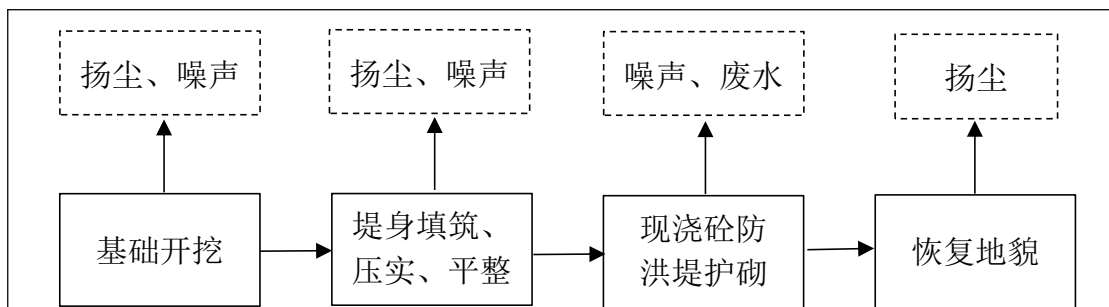 扬尘、噪声
扬尘、噪声
噪声、废水
扬尘
基础开挖
堤身填筑、
压实、平整
现浇砼防
洪堤护砌
恢复地貌